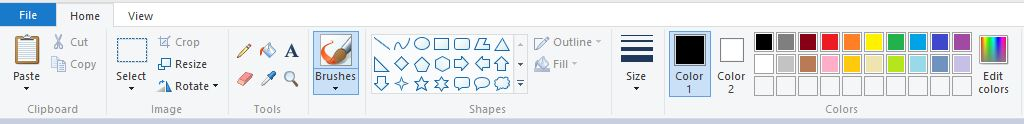 File Home View
Paste
Cut
Copy
Clipboard
Select
Crop
Resize
Rotate
Image
A
Tools
Brushes
Outline
Fill
Shapes
Size
Color
1
Color
2
Edit
colors
Colors